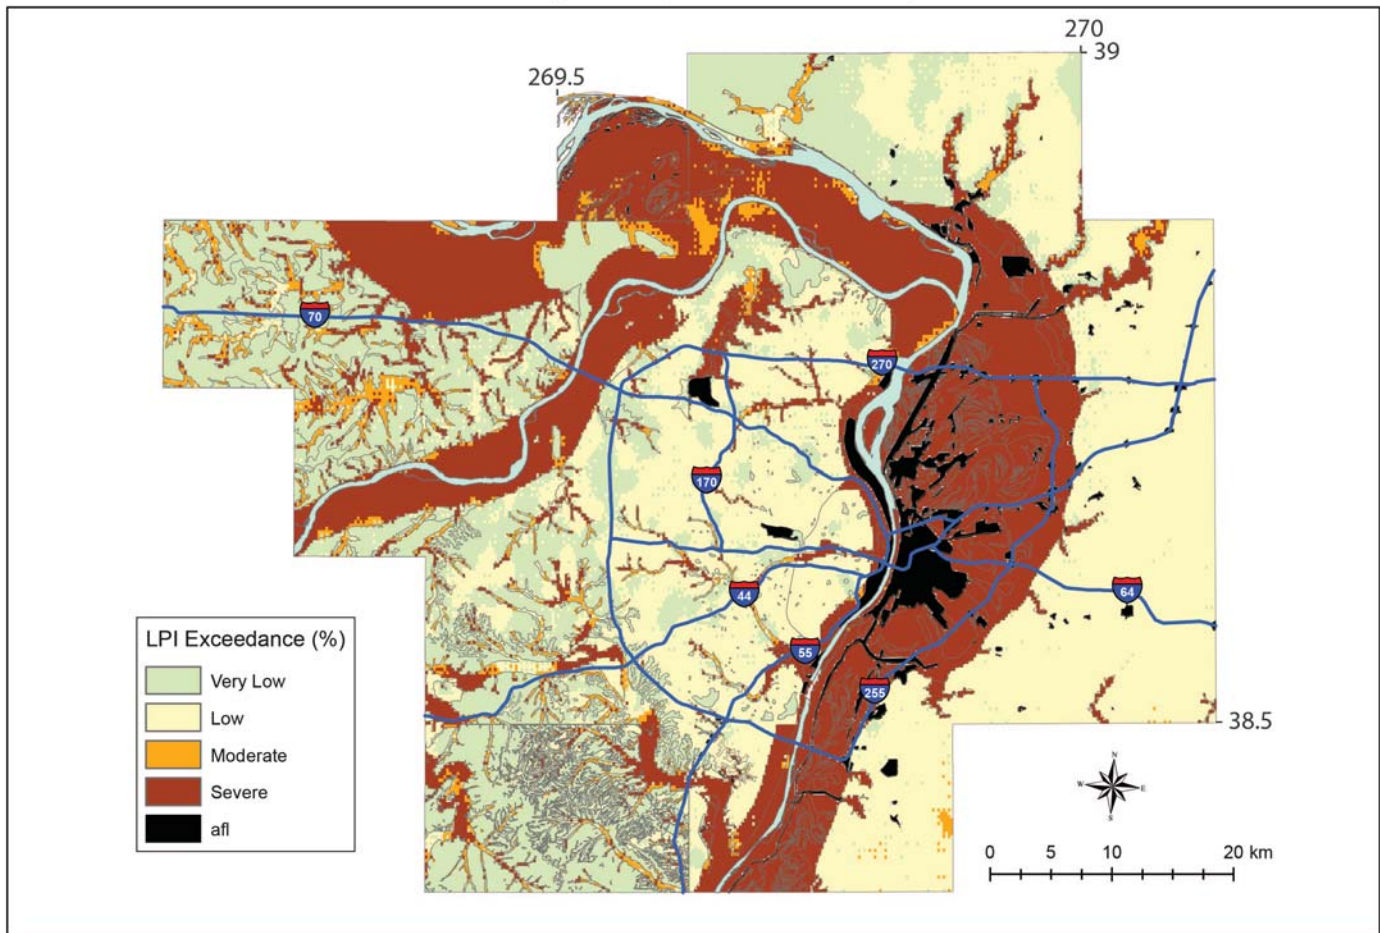 270
39
269.5
70
270
170
44
64
55
255
LPI Exceedance (%)
Very Low
Low
Moderate
Severe
afl
38.5
N
W
E
S
0 5 10 20 km